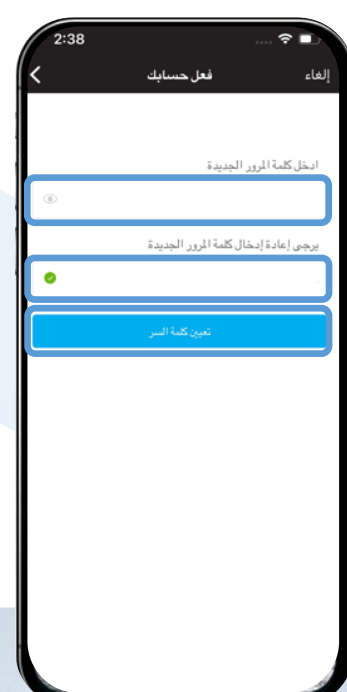 2:38
إلغاء
فعل حسابك
ادخل كلمة المرور الجديدة
يرجى إعادة إدخال كلمة المرور الجديدة
تعيين كلمة السر